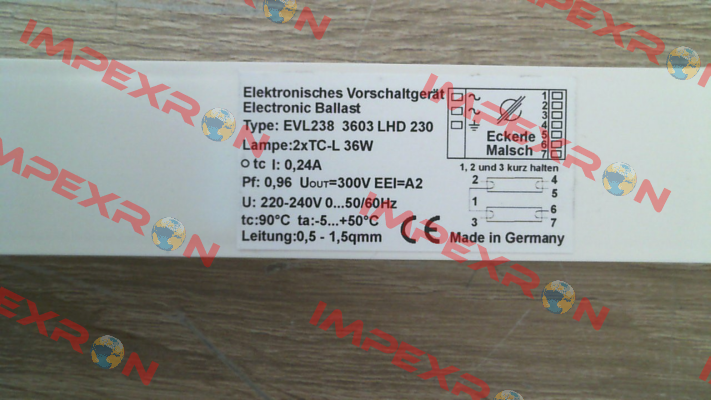 Elektronisches Vorschaltgerät
Electronic Ballast
Type: EVL238 3603 LHD 230
Lampe:2xTC-L 36W
tc I: 0,24A
Pf: 0,96 UOUT=300V EEI=A2
U: 220-240V 0...50/60Hz
tc:90°C ta:-5...+50°C
Leitung:0,5 - 1,5qmm
CE
~
~
1
2
3
4
5
6
7
Eckerle
Malsch
1, 2 und 3 kurz halten
2
4
5
1
6
3
7
Made in Germany
IMPEXRON
IMPEXRON
IMPEXRON
IMPEXRON
IMPEXRON
IMPEXRON